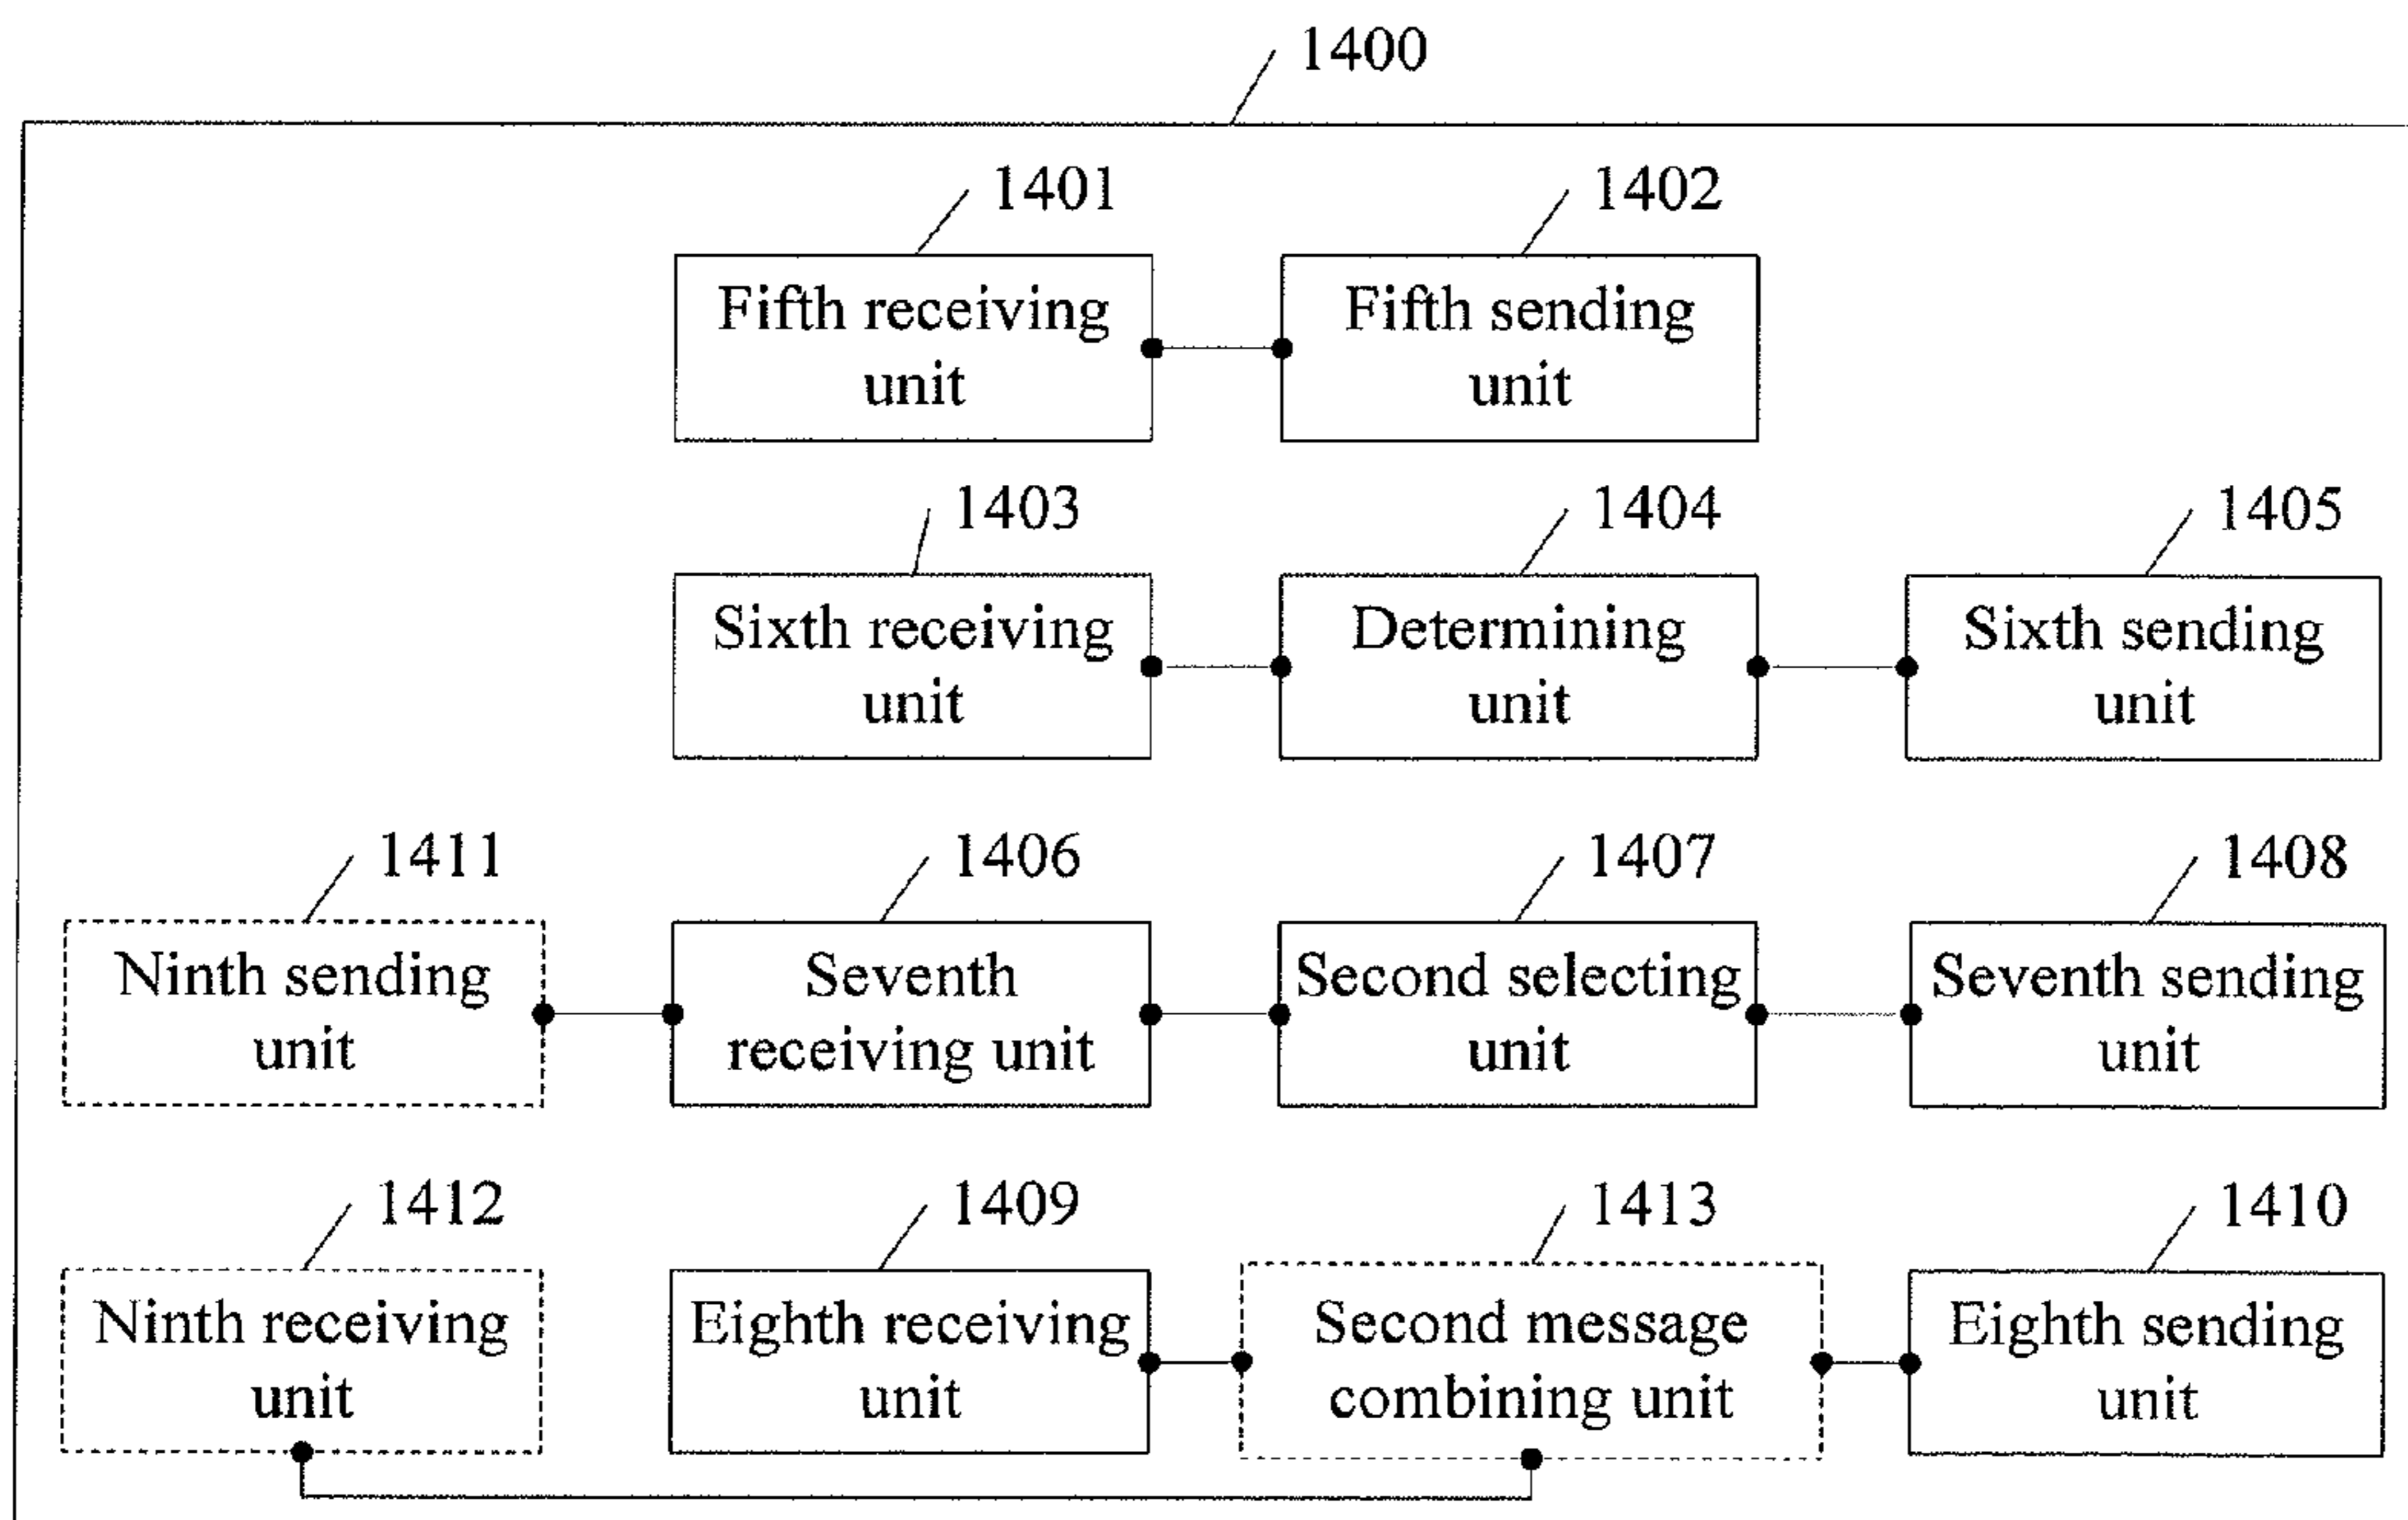 1400
1401
1402
Fifth receiving
unit
Fifth sending
unit
1403
1404
1405
Sixth receiving
unit
Determining
unit
Sixth sending
unit
1411
1406
1407
1408
Ninth sending
unit
Seventh
receiving unit
Second selecting
unit
Seventh sending
unit
1412
1409
1413
1410
Ninth receiving
unit
Eighth receiving
unit
Second message
combining unit
Eighth sending
unit